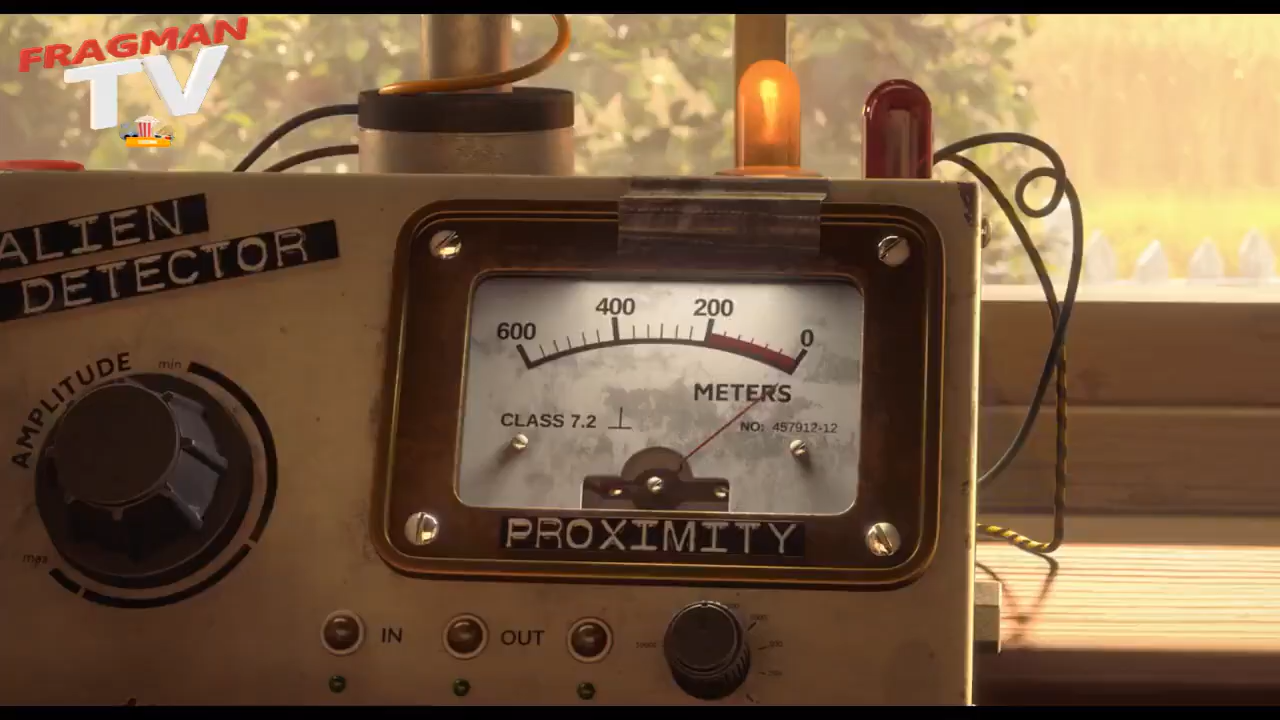 FRAGMAN
TV
ALIEN
DETECTOR
AMPLITUDE
min
max
600
400
200
0
METERS
CLASS 7.2
NO: 457912-12
PROXIMITY
IN
OUT